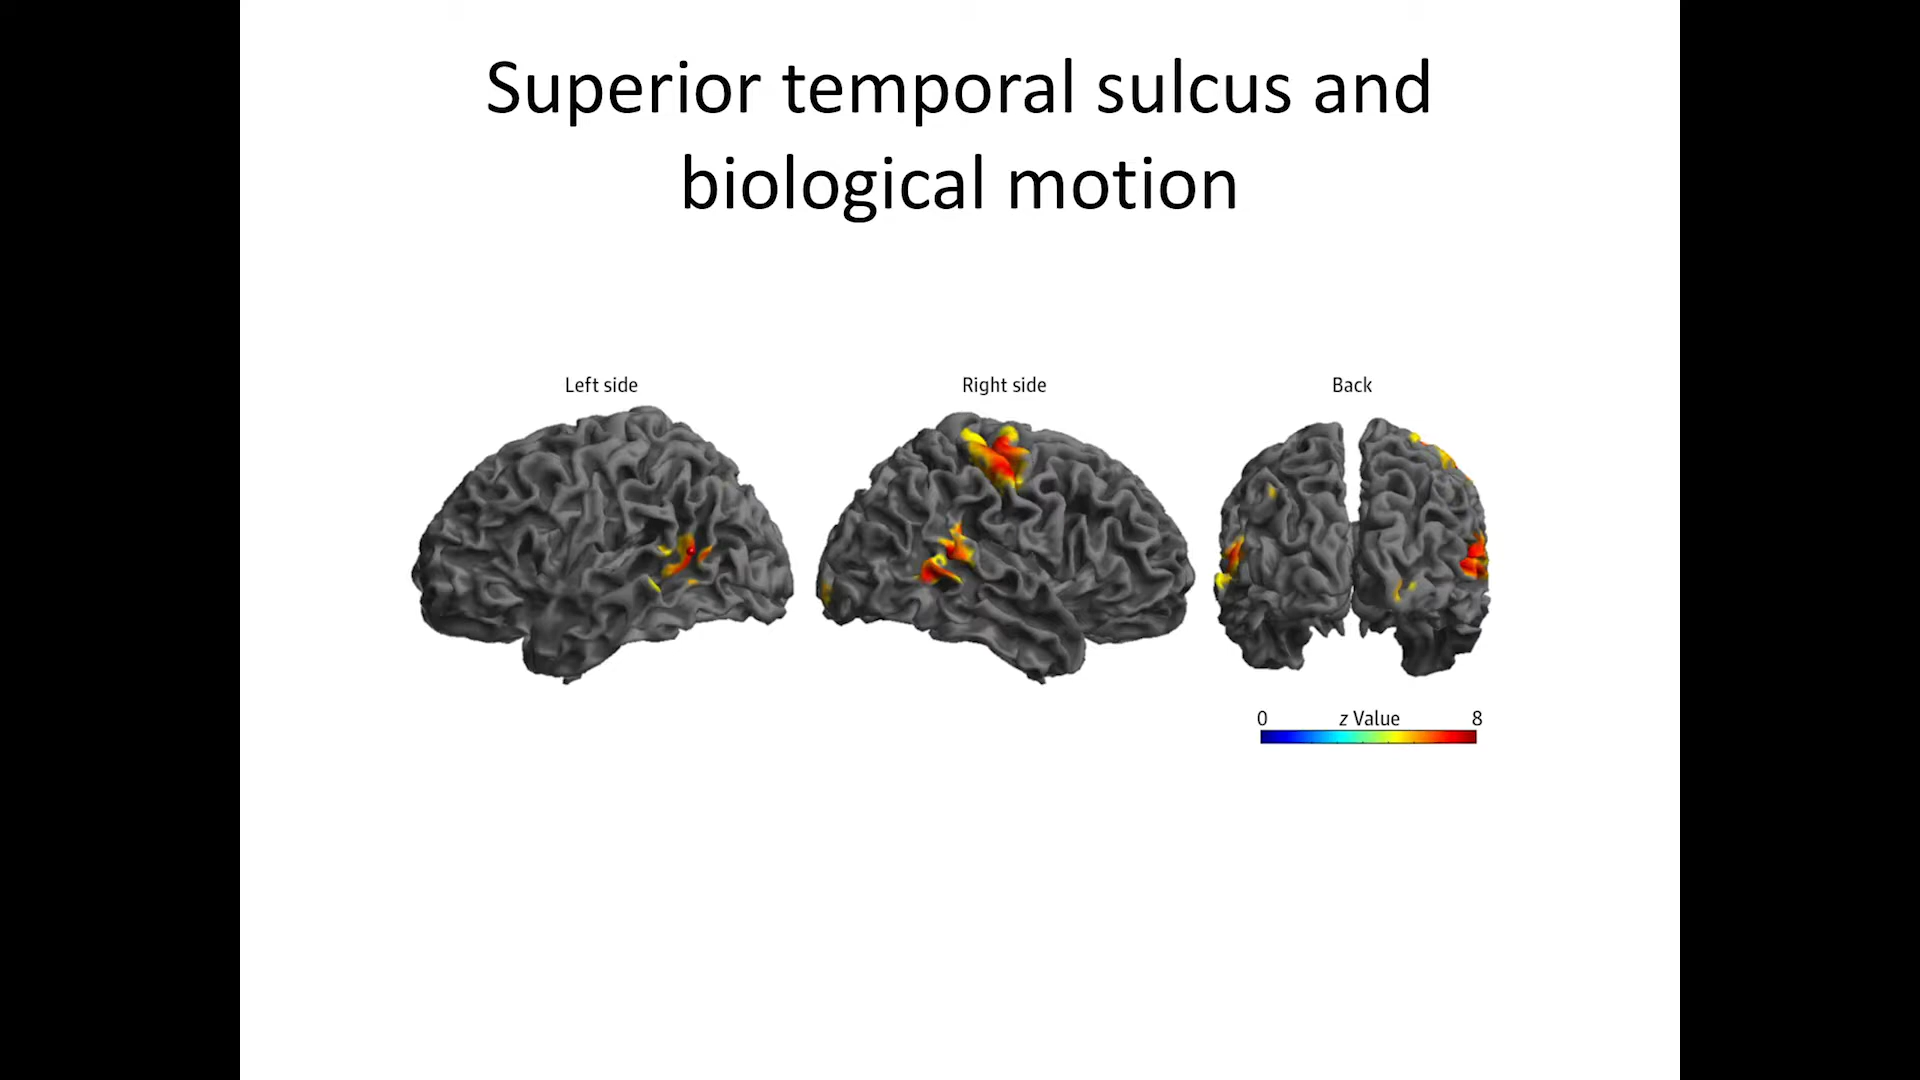 Superior temporal sulcus and
biological motion
Left side
Right side
Back
0 z Value 8